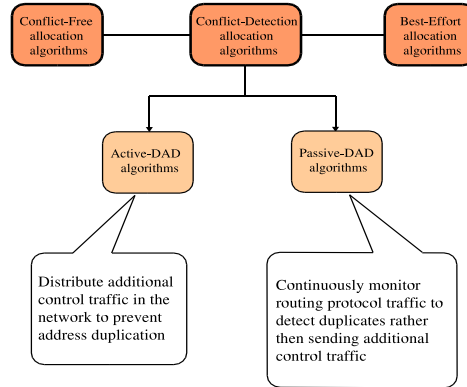 Conflict-Free
allocation
algorithms
Conflict-Detection
allocation
algorithms
Best-Effort
allocation
algorithms
Active-DAD
algorithms
Passive-DAD
algorithms
Distribute additional
control traffic in the
network to prevent
address duplication
Continuously monitor
routing protocol traffic to
detect duplicates rather
then sending additional
control traffic